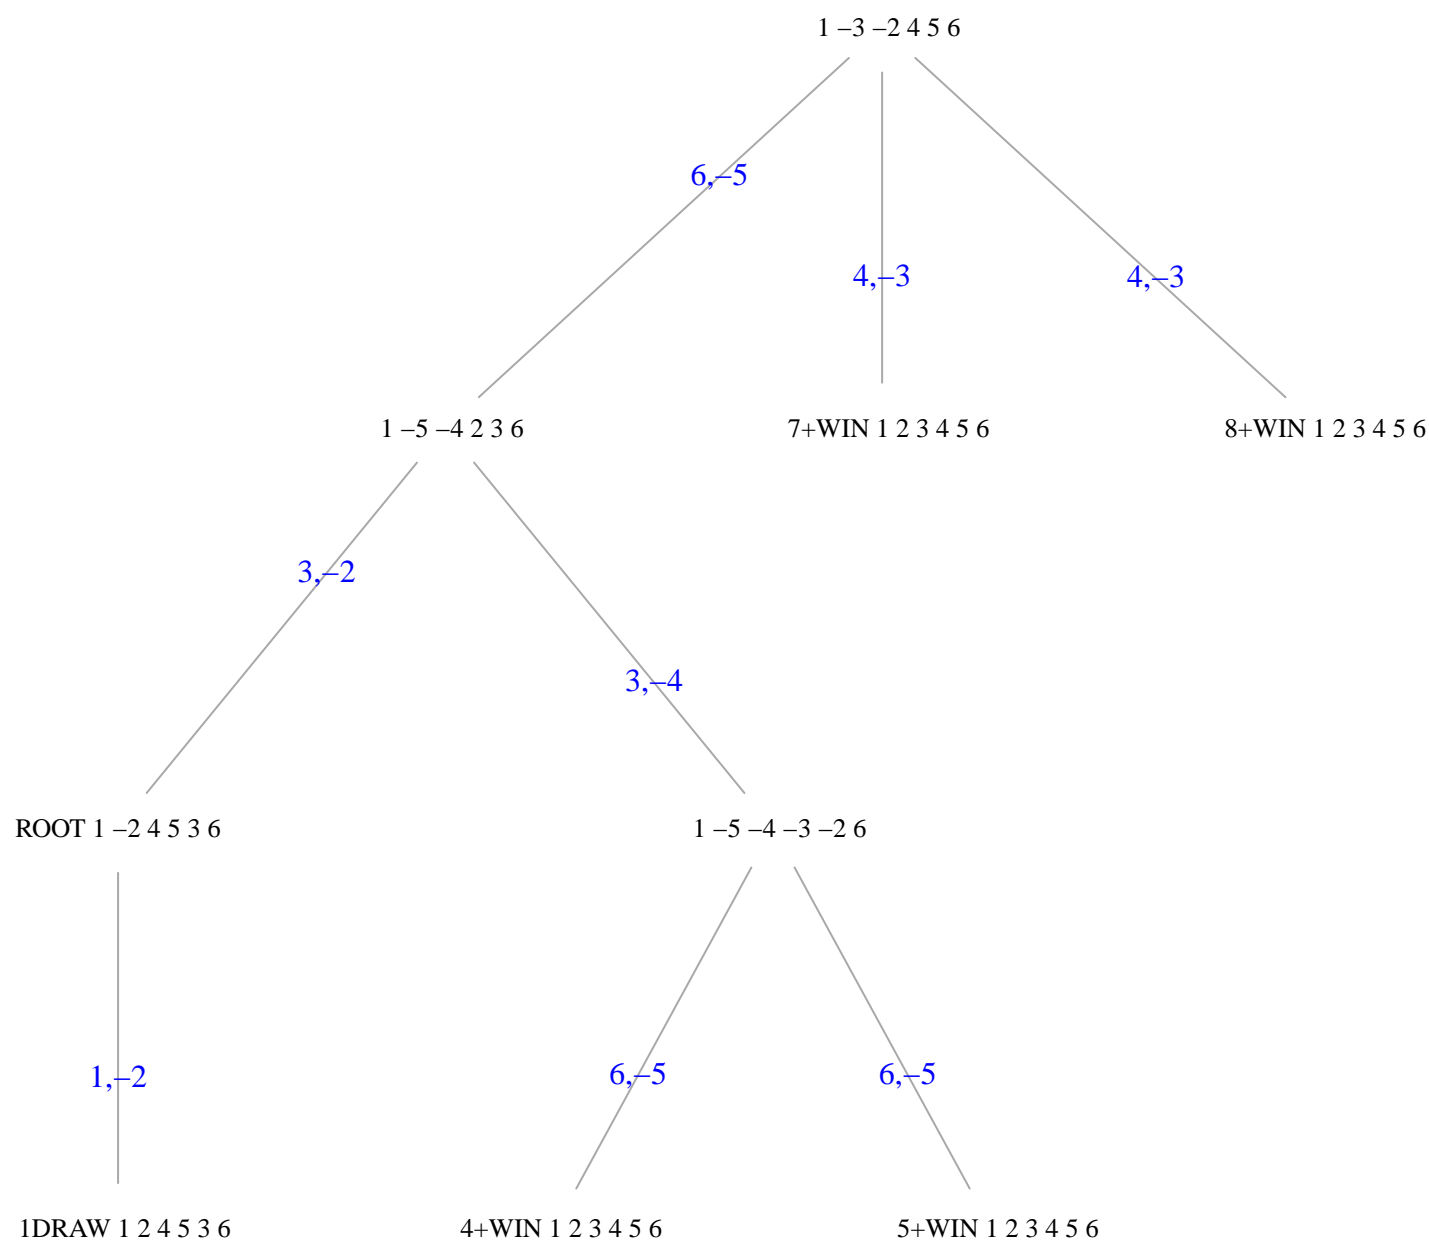 1 –3 –2 4 5 6
6,–5
4,–3
4,–3
1 –5 –4 2 3 6
7+WIN 1 2 3 4 5 6
8+WIN 1 2 3 4 5 6
3,–2
3,–4
ROOT 1 –2 4 5 3 6
1 –5 –4 –3 –2 6
1,–2
6,–5
6,–5
1DRAW 1 2 4 5 3 6
4+WIN 1 2 3 4 5 6
5+WIN 1 2 3 4 5 6